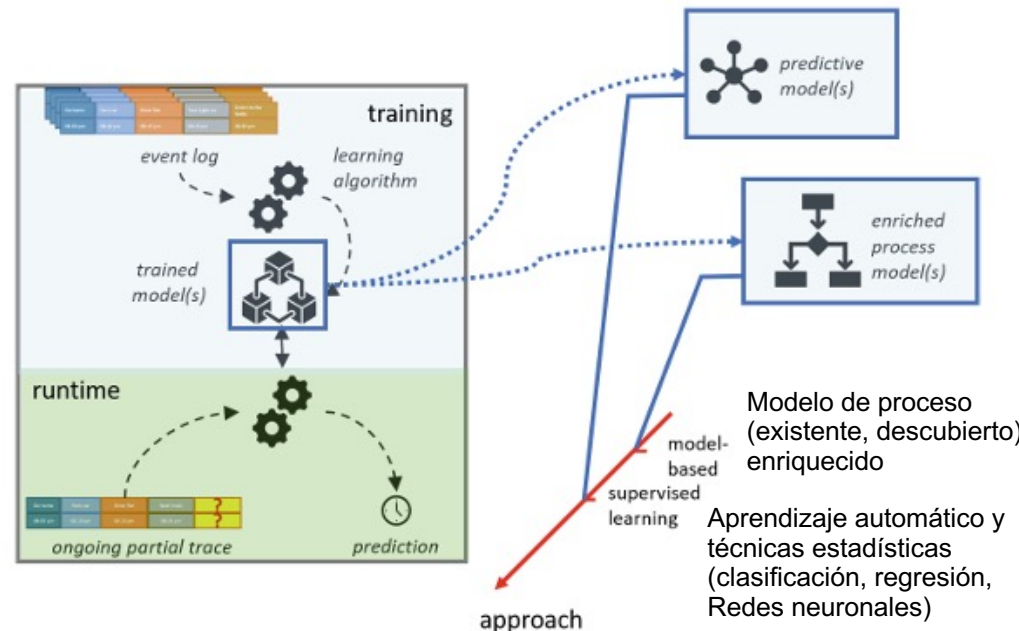 training
event log
learning
algorithm
trained
model(s)
runtime
ongoing partial trace
prediction
predictive
model(s)
enriched
process
model(s)
model-
based
supervised
learning
approach
Modelo de proceso
(existente, descubierto)
enriquecido
Aprendizaje automático y
técnicas estadísticas
(clasificación, regresión,
Redes neuronales)
? 
?